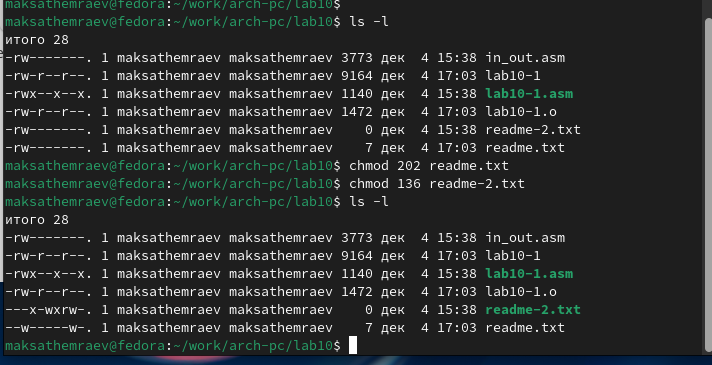 maksathemraev@fedora:~/work/arch-pc/lab10$
maksathemraev@fedora:~/work/arch-pc/lab10$ ls -l
итого 28
-rw-------. 1 maksathemraev maksathemraev 3773 дек  4 15:38 in_out.asm
-rw-r--r--. 1 maksathemraev maksathemraev 9164 дек  4 17:03 lab10-1
-rwx--x--x. 1 maksathemraev maksathemraev 1140 дек  4 15:38 lab10-1.asm
-rw-r--r--. 1 maksathemraev maksathemraev 1472 дек  4 17:03 lab10-1.o
-rw-------. 1 maksathemraev maksathemraev    0 дек  4 15:38 readme-2.txt
-rw-------. 1 maksathemraev maksathemraev    7 дек  4 17:03 readme.txt
maksathemraev@fedora:~/work/arch-pc/lab10$ chmod 202 readme.txt
maksathemraev@fedora:~/work/arch-pc/lab10$ chmod 136 readme-2.txt
maksathemraev@fedora:~/work/arch-pc/lab10$ ls -l
итого 28
-rw-------. 1 maksathemraev maksathemraev 3773 дек  4 15:38 in_out.asm
-rw-r--r--. 1 maksathemraev maksathemraev 9164 дек  4 17:03 lab10-1
-rwx--x--x. 1 maksathemraev maksathemraev 1140 дек  4 15:38 lab10-1.asm
-rw-r--r--. 1 maksathemraev maksathemraev 1472 дек  4 17:03 lab10-1.o
---x-wxrw-. 1 maksathemraev maksathemraev    0 дек  4 15:38 readme-2.txt
--w-----w-. 1 maksathemraev maksathemraev    7 дек  4 17:03 readme.txt
maksathemraev@fedora:~/work/arch-pc/lab10$